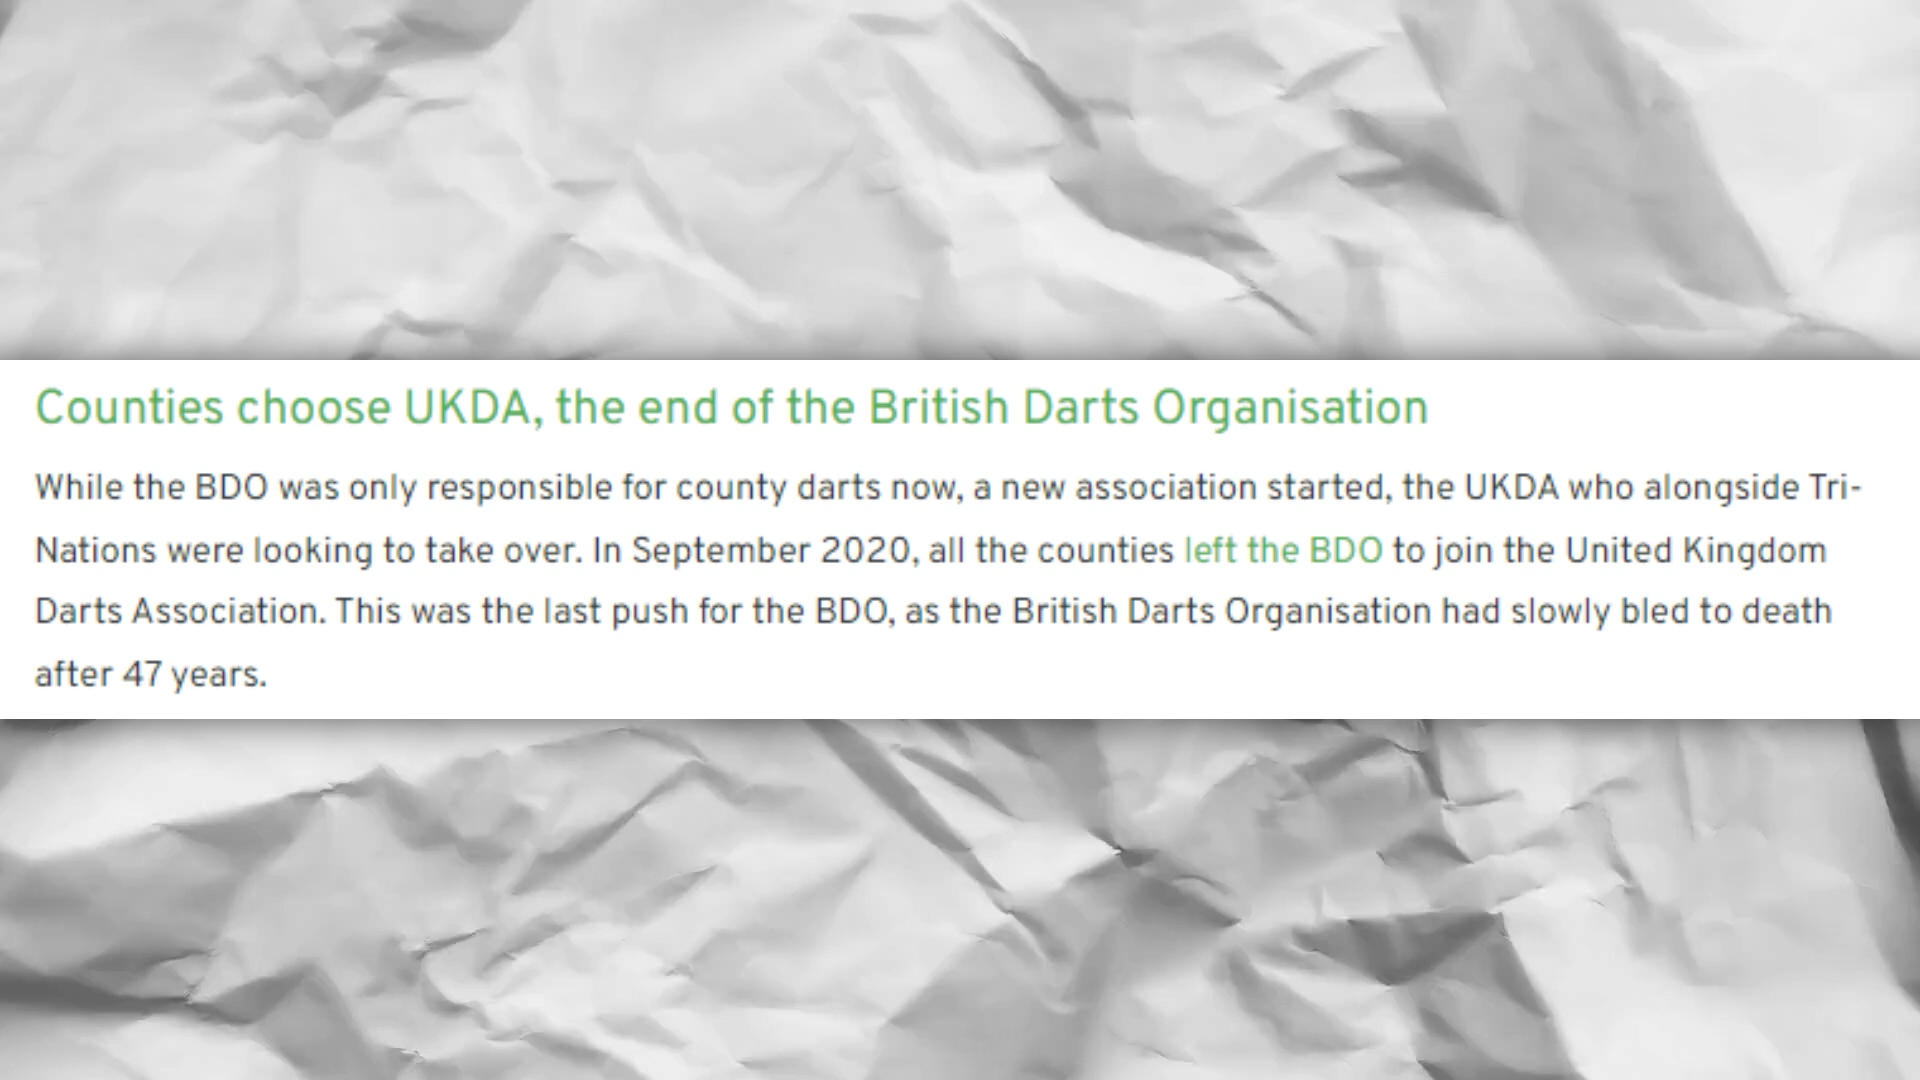 Counties choose UKDA, the end of the British Darts Organisation
While the BDO was only responsible for county darts now, a new association started, the UKDA who alongside Tri-
Nations were looking to take over. In September 2020, all the counties left the BDO to join the United Kingdom
Darts Association. This was the last push for the BDO, as the British Darts Organisation had slowly bled to death
after 47 years.